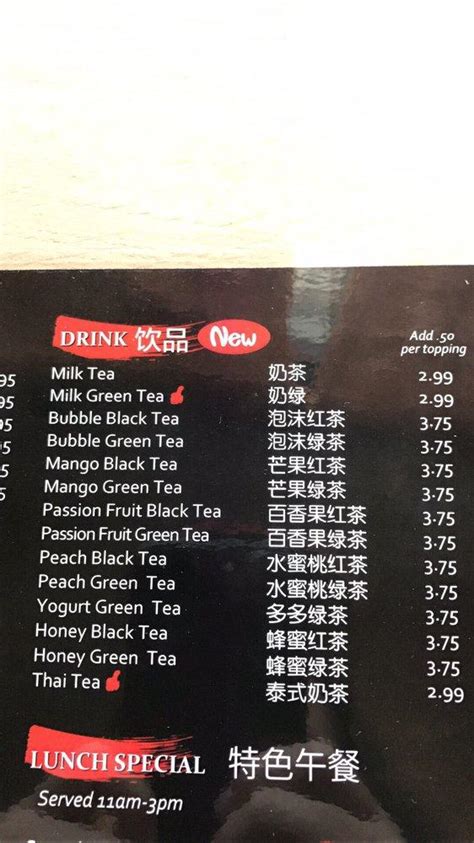 DRINK 饮品 New
Add .50
per topping
Milk Tea 奶茶 2.99
Milk Green Tea 奶绿 2.99
Bubble Black Tea 泡沫红茶 3.75
Bubble Green Tea 泡沫绿茶 3.75
Mango Black Tea 芒果红茶 3.75
Mango Green Tea 芒果绿茶 3.75
Passion Fruit Black Tea 百香果红茶 3.75
Passion Fruit Green Tea 百香果绿茶 3.75
Peach Black Tea 水蜜桃红茶 3.75
Peach Green Tea 水蜜桃绿茶 3.75
Yogurt Green Tea 多多绿茶 3.75
Honey Black Tea 蜂蜜红茶 3.75
Honey Green Tea 蜂蜜绿茶 3.75
Thai Tea 泰式奶茶 2.99
LUNCH SPECIAL 特色午餐
Served 11am-3pm